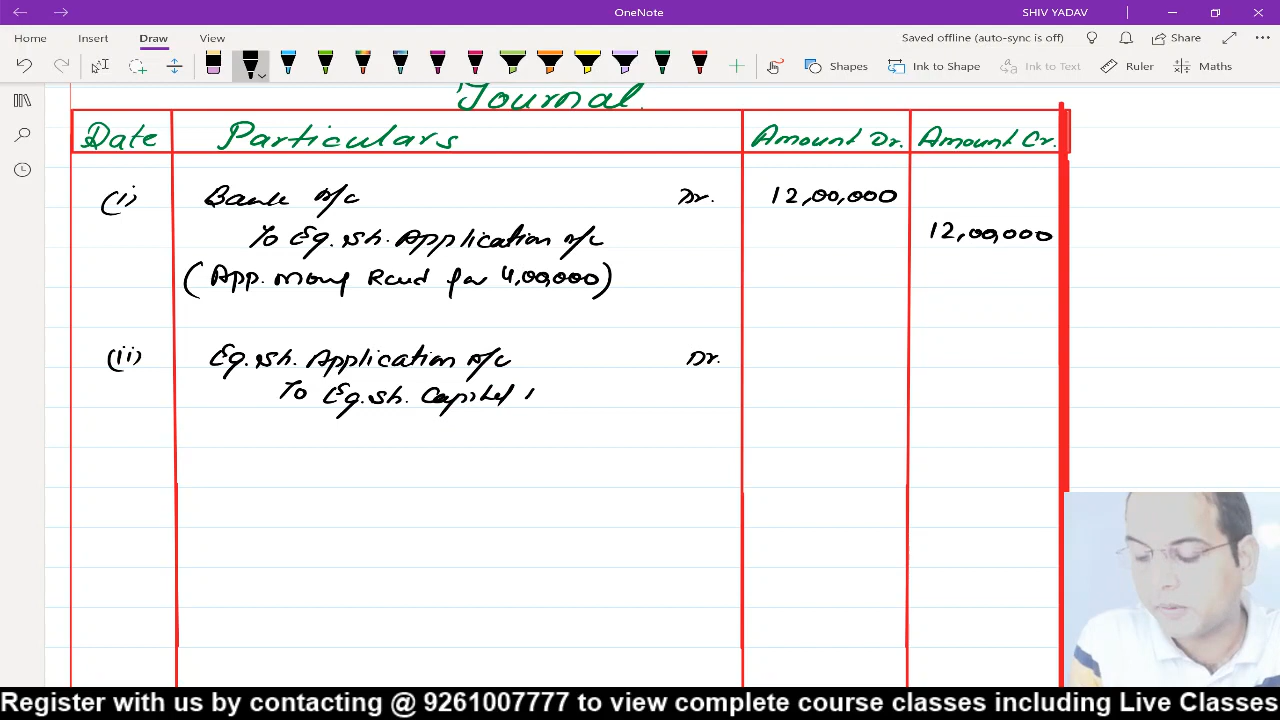 OneNote
SHIV YADAV
Home Insert Draw View
Saved offline (auto-sync is off) Share
Shapes Ink to Shape Ink to Text Ruler Maths
Journal.
Date Particulars Amount Dr. Amount Cr.
(i) Bank A/c Dr. 12,00,000
To Eq. Sh. Application A/c 12,00,000
(App. Money Recud for 4,00,000)
(ii) Eq. Sh. Application A/c Dr.
To Eq. Sh. Capital
Register with us by contacting @ 9261007777 to view complete course classes including Live Classes